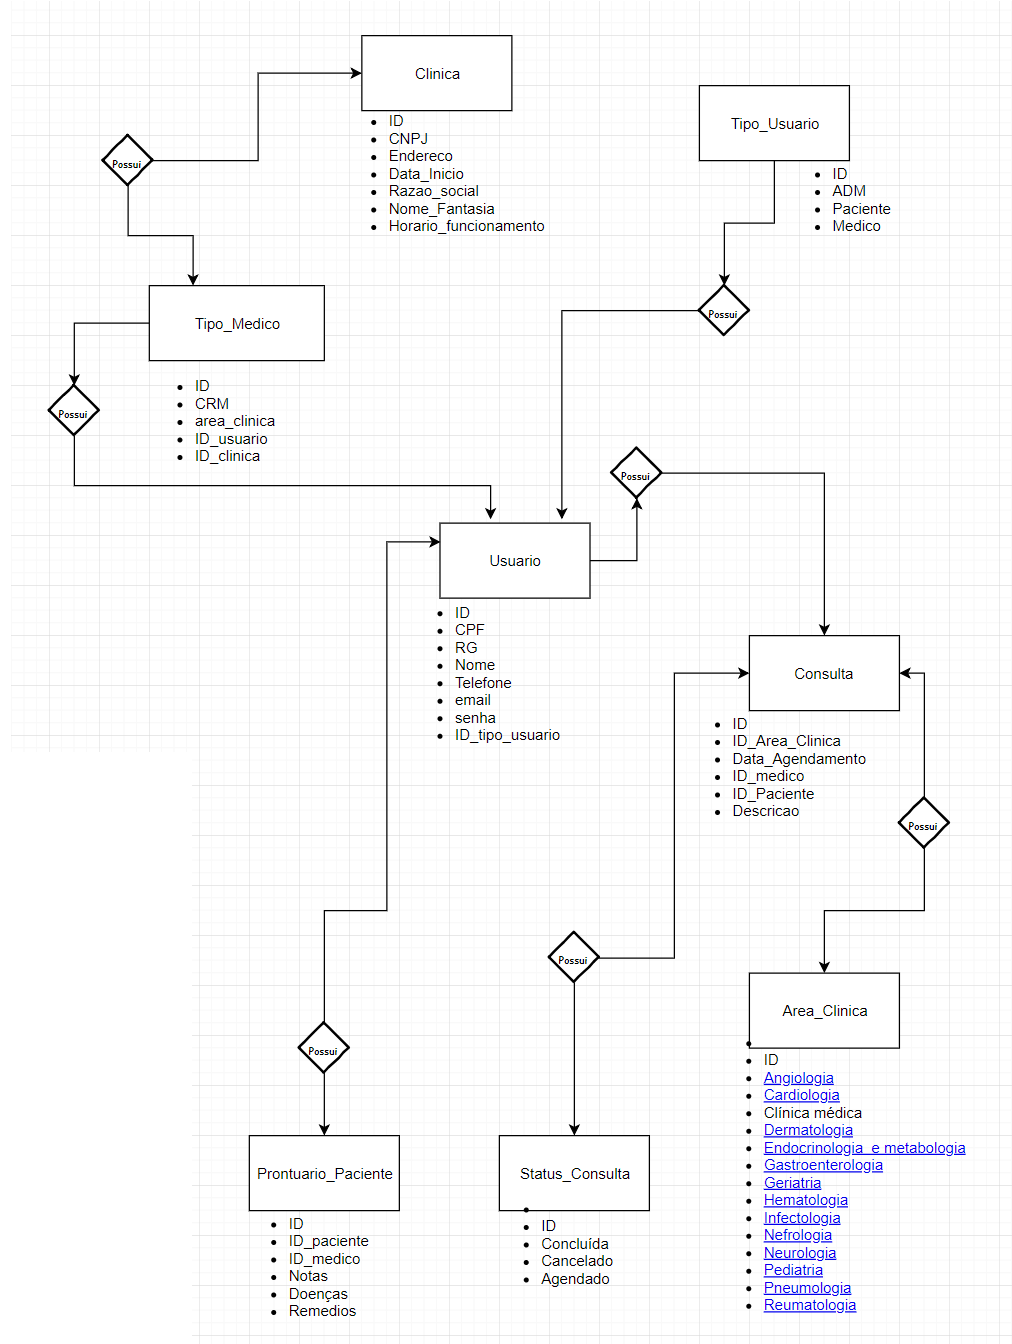 Clinica
ID
CNPJ
Endereco
Data_Inicio
Razao_social
Nome_Fantasia
Horario_funcionamento
Tipo_Usuario
ID
ADM
Paciente
Medico
Possui
Possui
Tipo_Medico
ID
CRM
area_clinica
ID_usuario
ID_clinica
Possui
Possui
Usuario
ID
CPF
RG
Nome
Telefone
email
senha
ID_tipo_usuario
Consulta
ID
ID_Area_Clinica
Data_Agendamento
ID_medico
ID_Paciente
Descricao
Possui
Possui
Possui
Area_Clinica
ID
Angiologia
Cardiologia
Clínica médica
Dermatologia
Endocrinologia e metabologia
Gastroenterologia
Geriatria
Hematologia
Infectologia
Nefrologia
Neurologia
Pediatria
Pneumologia
Reumatologia
Prontuario_Paciente
ID
ID_paciente
ID_medico
Notas
Doenças
Remedios
Status_Consulta
ID
Concluída
Cancelado
Agendado